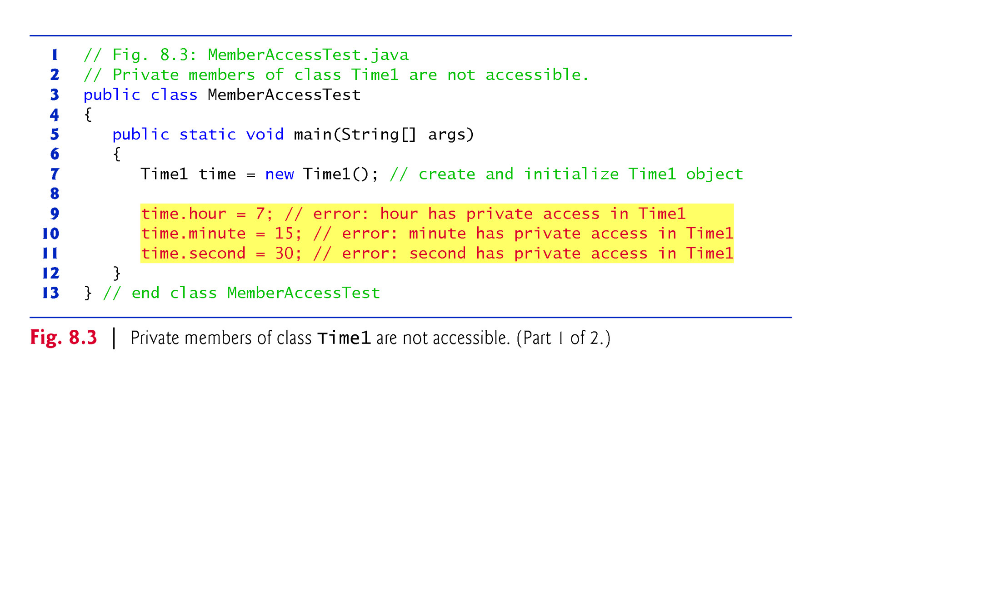 1 // Fig. 8.3: MemberAccessTest.java
2 // Private members of class Time1 are not accessible.
3 public class MemberAccessTest
4 {
5 public static void main(String[] args)
6 {
7 Time1 time = new Time1(); // create and initialize Time1 object
8
9 time.hour = 7; // error: hour has private access in Time1
10 time.minute = 15; // error: minute has private access in Time1
11 time.second = 30; // error: second has private access in Time1
12 }
13 } // end class MemberAccessTest
Fig. 8.3 | Private members of class Time1 are not accessible. (Part 1 of 2.)